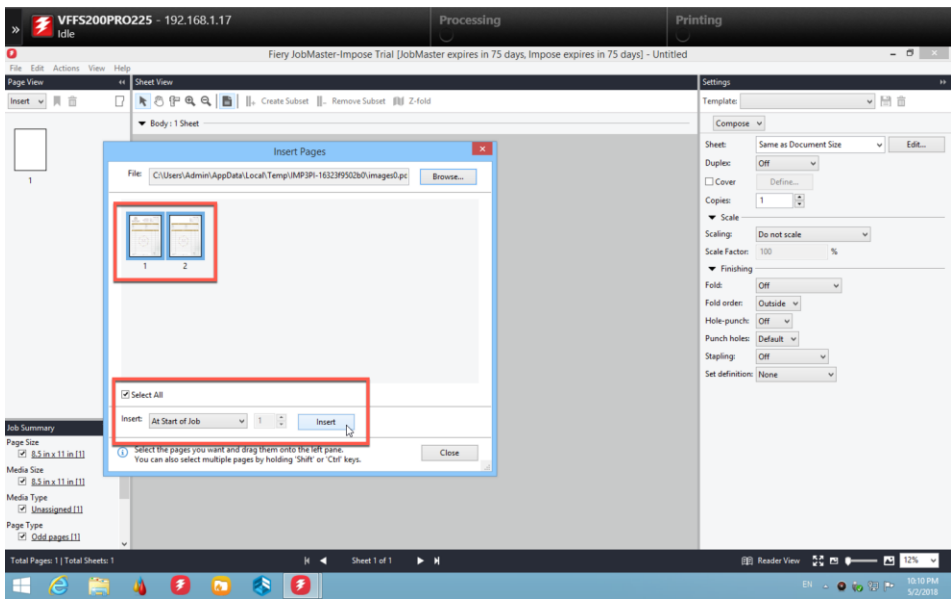 VFFS200PRO225 - 192.168.1.17
Idle
Processing
Printing
Fiery JobMaster-Impose Trial [JobMaster expires in 75 days, Impose expires in 75 days] - Untitled
File Edit Actions View Help
Page View
Sheet View
Settings
Insert
Create Subset
Remove Subset
Z-fold
Template:
Body : 1 Sheet
Compose
1
Insert Pages
File: C:\Users\Admin\AppData\Local\Temp\IMP3PI-16323f9502b0\images0.pc
Browse...
1
2
Select All
Insert: At Start of Job
1
Insert
Select the pages you want and drag them onto the left pane.
You can also select multiple pages by holding 'Shift' or 'Ctrl' keys.
Close
Sheet: Same as Document Size
Edit...
Duplex: Off
Cover
Define...
Copies: 1
Scale
Scaling: Do not scale
Scale Factor: 100 %
Finishing
Fold: Off
Fold order: Outside
Hole-punch: Off
Punch holes: Default
Stapling: Off
Set definition: None
Job Summary
Page Size
8.5 in x 11 in [1]
Media Size
8.5 in x 11 in [1]
Media Type
Unassigned [1]
Page Type
Odd pages [1]
Total Pages: 1 | Total Sheets: 1
Sheet 1 of 1
Reader View
12%
EN
10:10 PM
5/2/2018